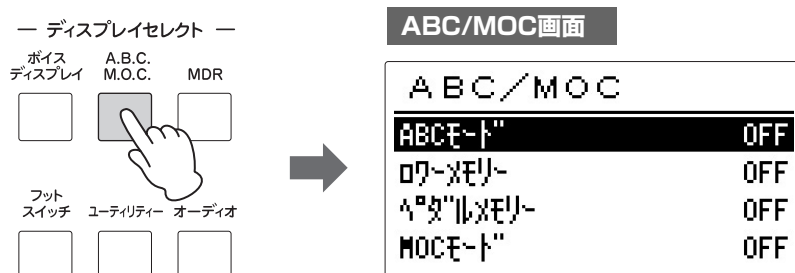 ― ディスプレイセレクト ―
ボイス
ディスプレイ
A.B.C.
M.O.C.
MDR
フット
スイッチ
ユーティリティー
オーディオ
ABC/MOC画面
ABC/MOC
ABCモード OFF
ロワーメモリー OFF
ペダルメモリー OFF
MOCモード OFF